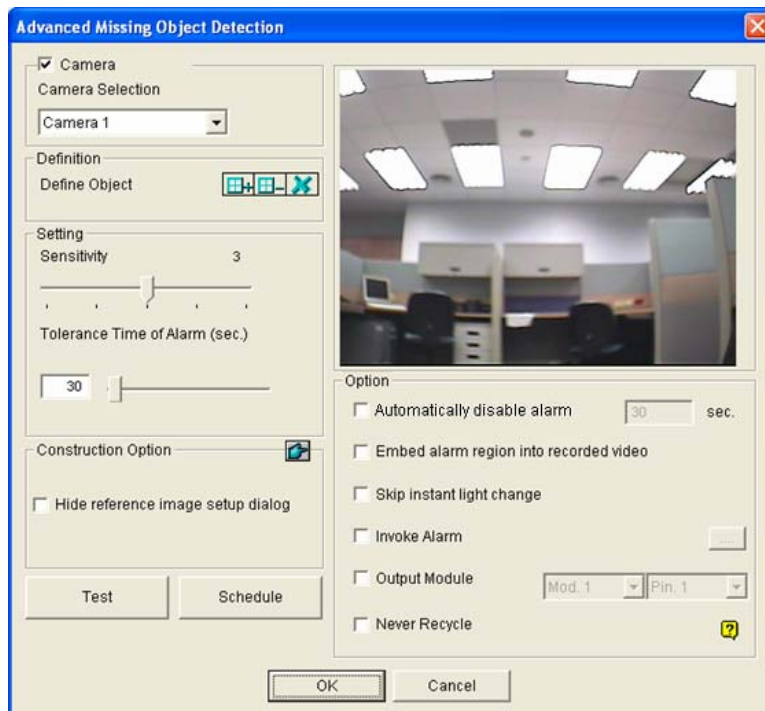 Advanced Missing Object Detection
Camera
Camera Selection
Camera 1
Definition
Define Object
Setting
Sensitivity 3
Tolerance Time of Alarm (sec.)
30
Construction Option
Hide reference image setup dialog
Test Schedule
Option
Automatically disable alarm 30 sec.
Embed alarm region into recorded video
Skip instant light change
Invoke Alarm ....
Output Module Mod. 1 Pin. 1
Never Recycle ?
OK Cancel